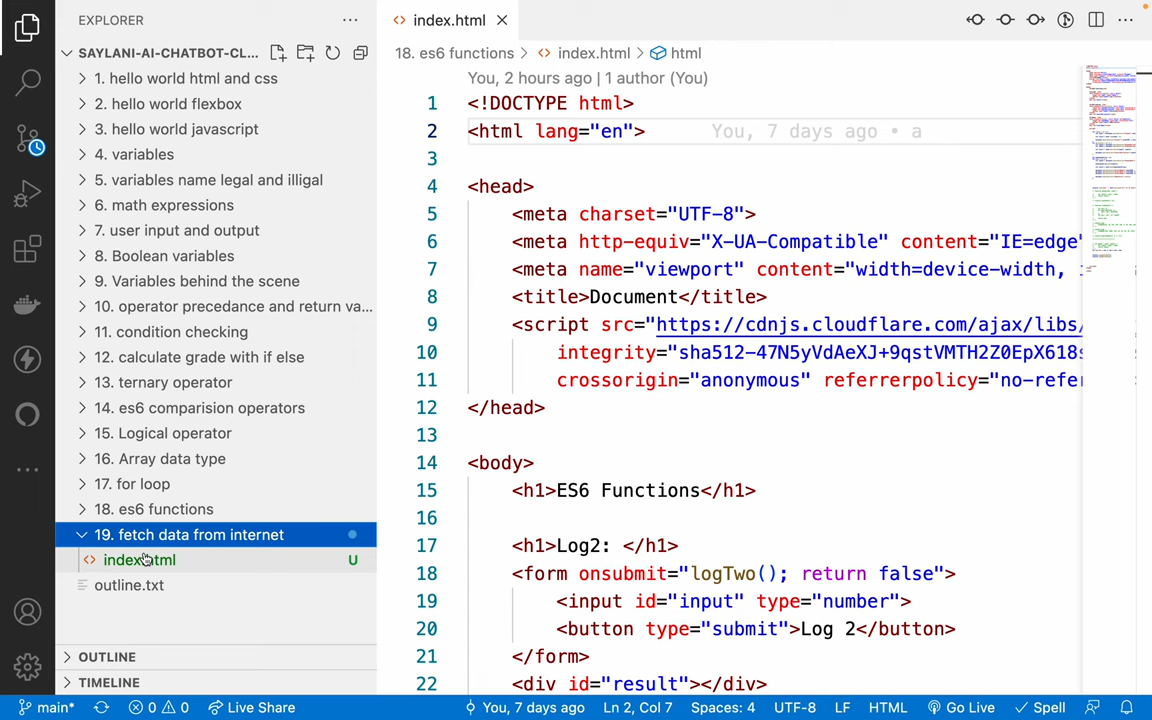 EXPLORER
SAYLANI-AI-CHATBOT-CL...
1. hello world html and css
2. hello world flexbox
3. hello world javascript
4. variables
5. variables name legal and illigal
6. math expressions
7. user input and output
8. Boolean variables
9. Variables behind the scene
10. operator precedance and return va...
11. condition checking
12. calculate grade with if else
13. ternary operator
14. es6 comparision operators
15. Logical operator
16. Array data type
17. for loop
18. es6 functions
19. fetch data from internet
index.html U
outline.txt
OUTLINE
TIMELINE
index.html
18. es6 functions > index.html > html
You, 2 hours ago | 1 author (You)
1 <!DOCTYPE html>
2 <html lang="en"> You, 7 days ago • a
3
4 <head>
5 <meta charset="UTF-8">
6 <meta http-equiv="X-UA-Compatible" content="IE=edge"
7 <meta name="viewport" content="width=device-width,
8 <title>Document</title>
9 <script src="https://cdnjs.cloudflare.com/ajax/libs/
10 integrity="sha512-47N5yVdAeXJ+9qstVMTH2Z0EpX618s
11 crossorigin="anonymous" referrerpolicy="no-refer
12 </head>
13
14 <body>
15 <h1>ES6 Functions</h1>
16
17 <h1>Log2: </h1>
18 <form onsubmit="logTwo(); return false">
19 <input id="input" type="number">
20 <button type="submit">Log 2</button>
21 </form>
22 <div id="result"></div>
main* 0 0 Live Share You, 7 days ago Ln 2, Col 7 Spaces: 4 UTF-8 LF HTML Go Live Spell